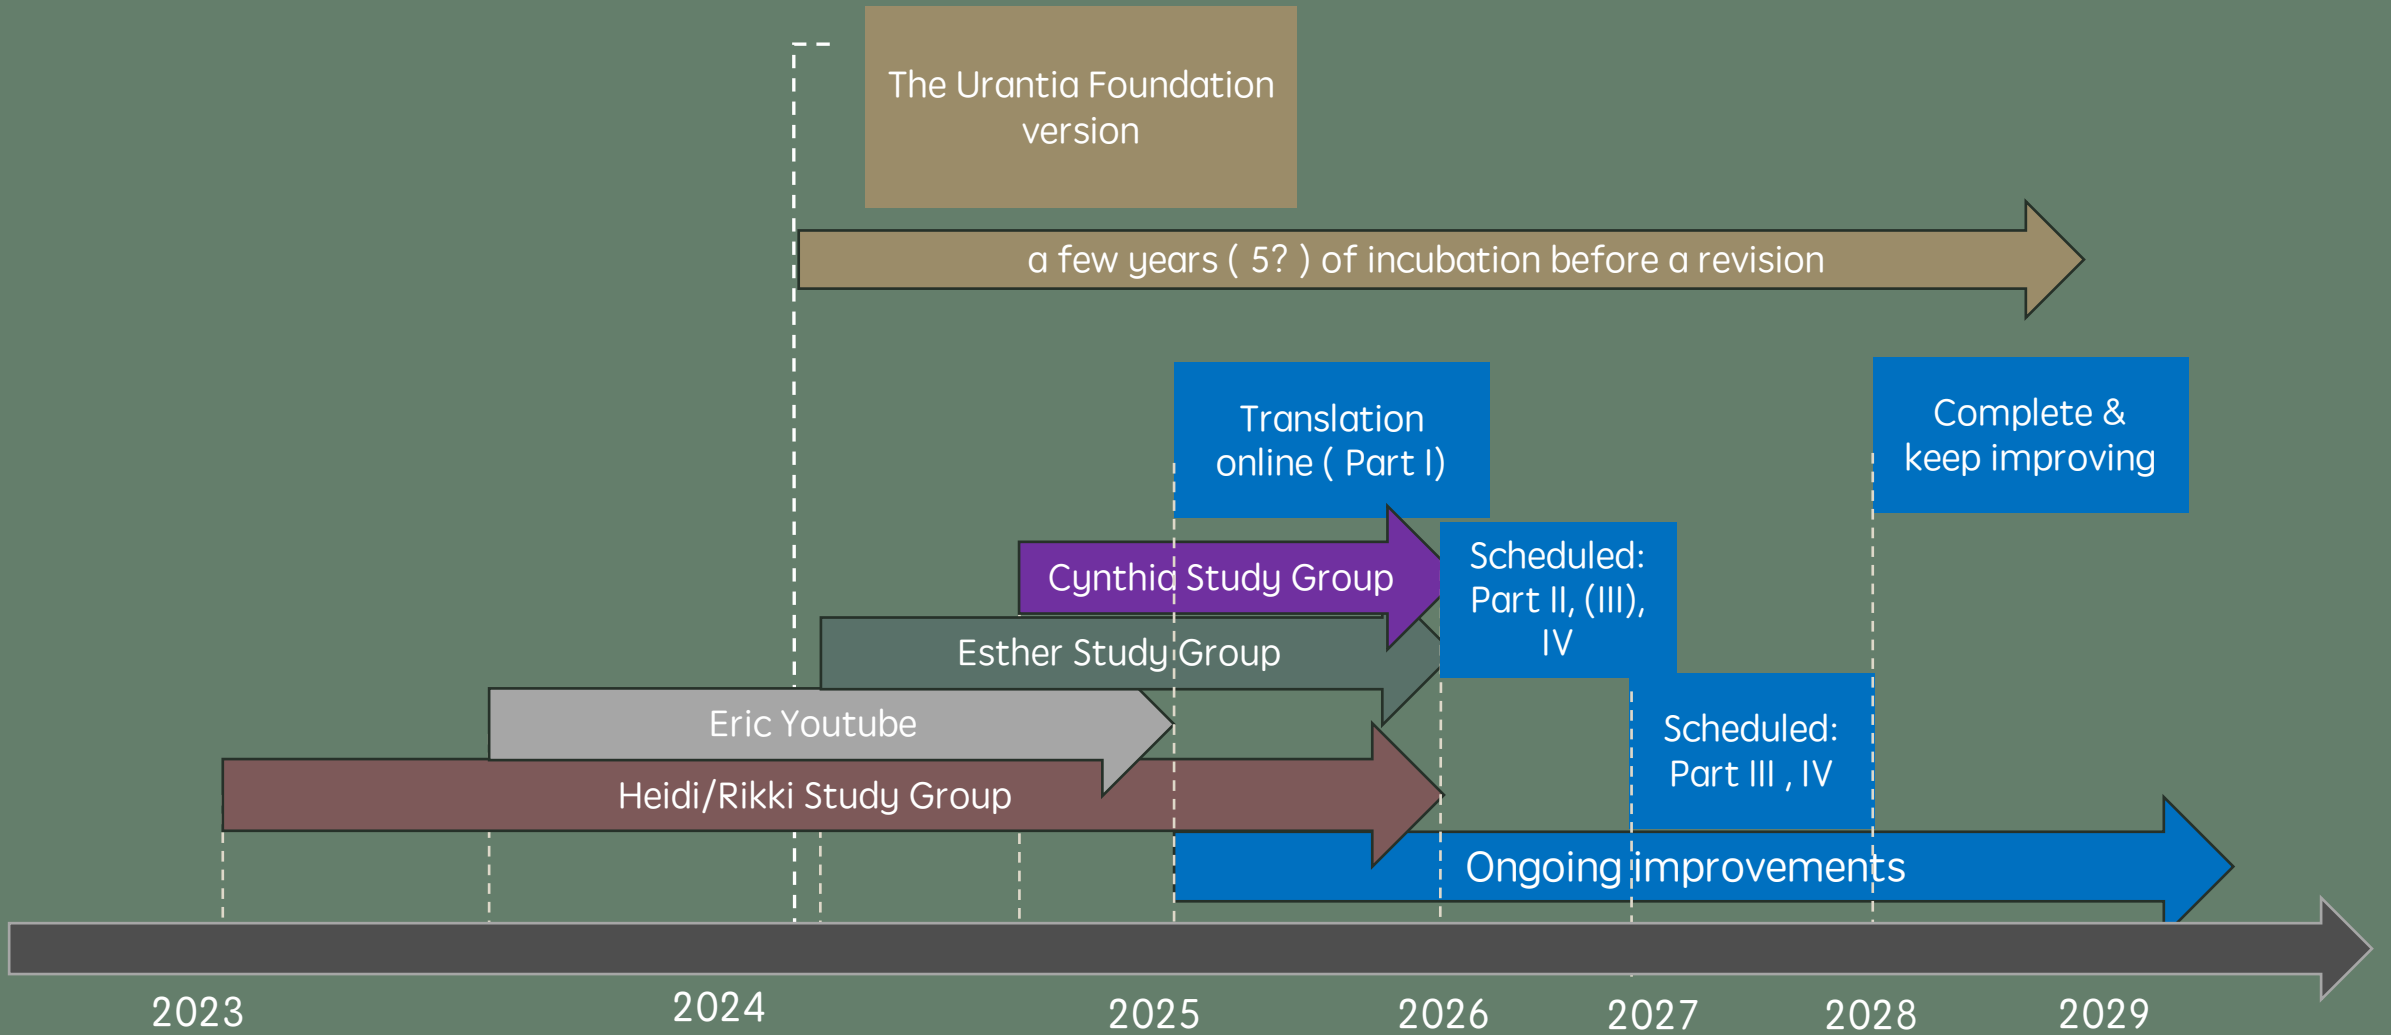 The Urantia Foundation
version
a few years ( 5? ) of incubation before a revision
Translation
online ( Part I)
Complete &
keep improving
Cynthia Study Group
Scheduled:
Part II, (III),
IV
Esther Study Group
Eric Youtube
Scheduled:
Part III , IV
Heidi/Rikki Study Group
Ongoing improvements
2023 2024 2025 2026 2027 2028 2029